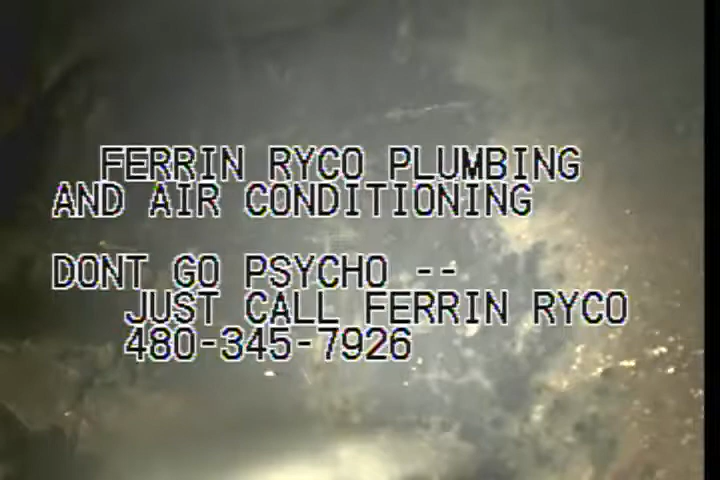 FERRIN RYCO PLUMBING
AND AIR CONDITIONING
DONT GO PSYCHO --
JUST CALL FERRIN RYCO
480-345-7926